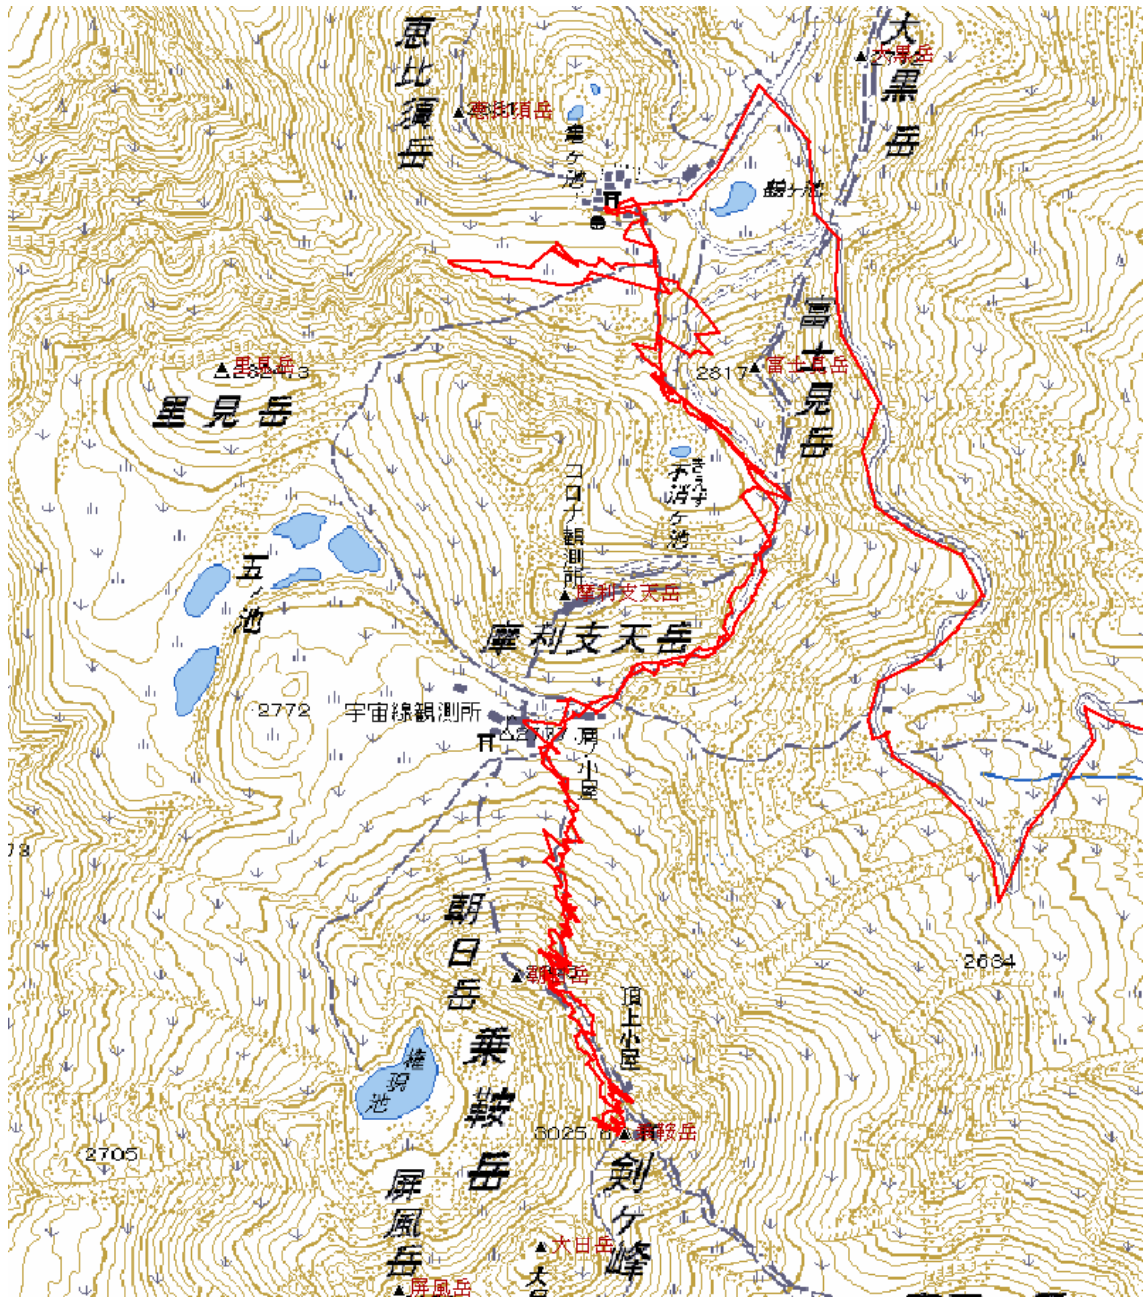 恵比須岳
大黒岳
大黒岳
恵比須岳
亀ヶ池
鶴ヶ池
富士見岳
2817
富士見岳
里見岳
里見岳
コロナ観測所
不消ヶ池
きえず
五ノ池
摩利支天岳
摩利支天岳
2772
宇宙線観測所
肩ノ小屋
朝日岳
朝日岳
2634
頂上小屋
権現池
乗鞍岳
3025.6
乗鞍岳
2705
剣ヶ峰
屏風岳
大日岳
屏風岳